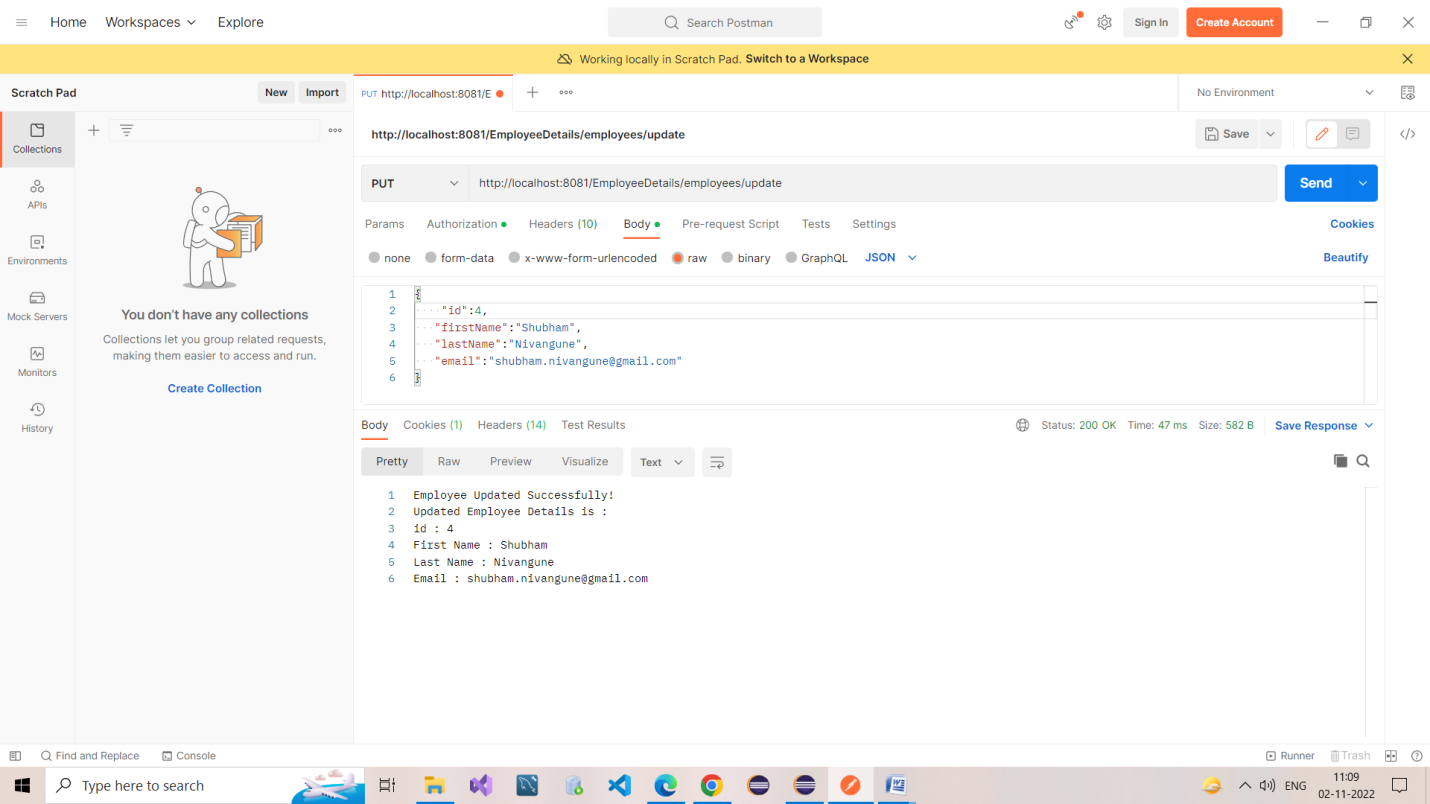 Home Workspaces Explore Search Postman Sign In Create Account
Working locally in Scratch Pad. Switch to a Workspace
Scratch Pad New Import PUT http://localhost:8081/E No Environment
Collections
APIs
Environments
Mock Servers
Monitors
History
You don't have any collections
Collections let you group related requests,
making them easier to access and run.
Create Collection
http://localhost:8081/EmployeeDetails/employees/update Save
PUT http://localhost:8081/EmployeeDetails/employees/update Send
Params Authorization Headers (10) Body Pre-request Script Tests Settings Cookies
none form-data x-www-form-urlencoded raw binary GraphQL JSON Beautify
1 {
2 "id":4,
3 "firstName":"Shubham",
4 "lastName":"Nivangune",
5 "email":"shubham.nivangune@gmail.com"
6 }
Body Cookies (1) Headers (14) Test Results Status: 200 OK Time: 47 ms Size: 582 B Save Response
Pretty Raw Preview Visualize Text
1 Employee Updated Successfully!
2 Updated Employee Details is :
3 id : 4
4 First Name : Shubham
5 Last Name : Nivangune
6 Email : shubham.nivangune@gmail.com
Find and Replace Console Runner Trash
Type here to search ENG 11:09
02-11-2022